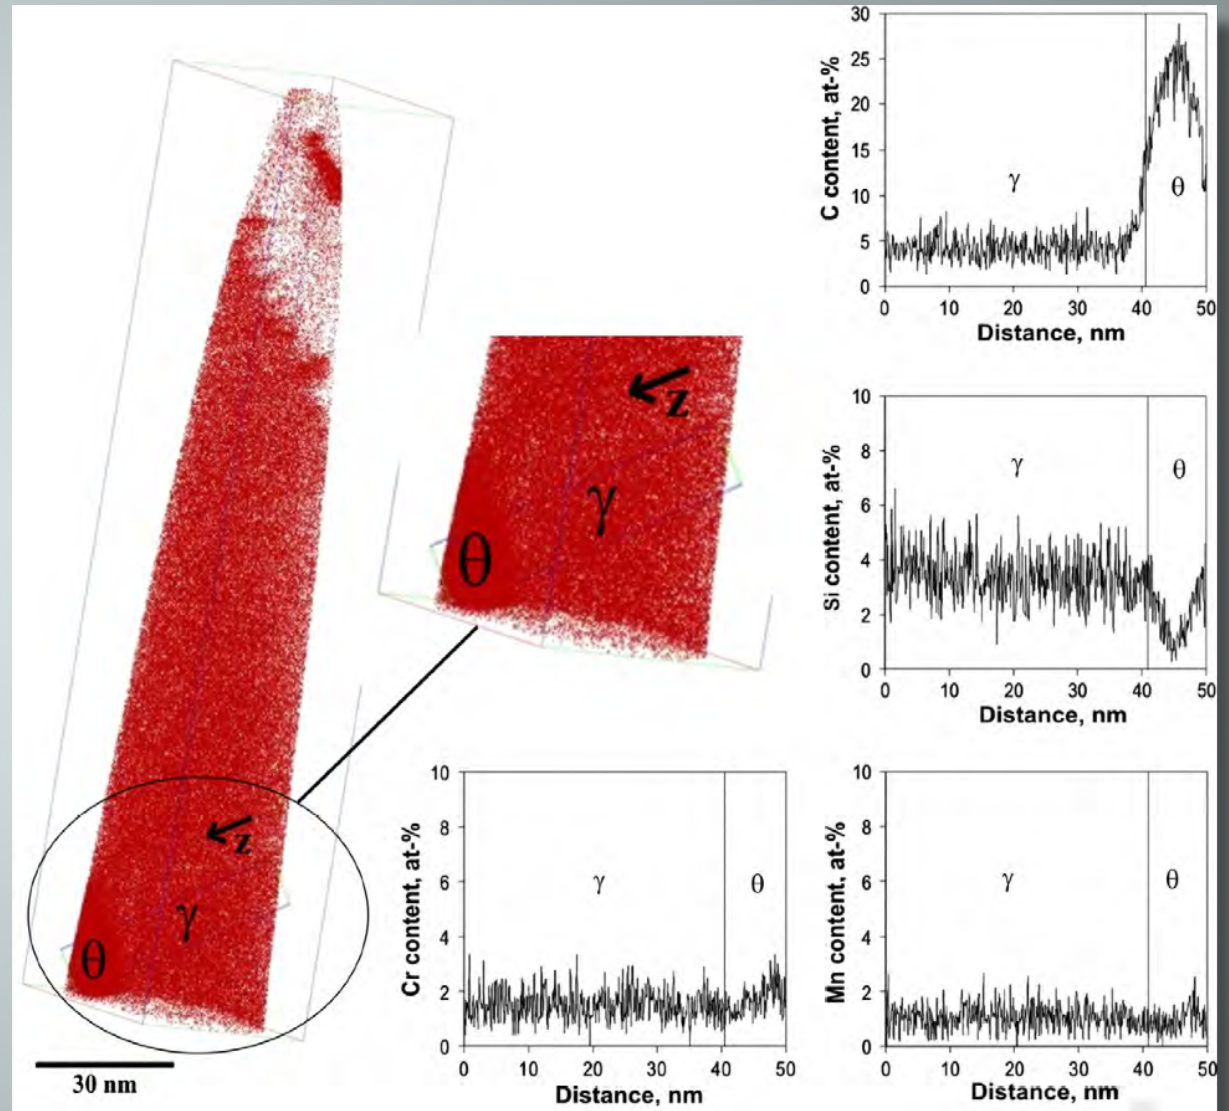 30
25
20
15
10
5
0
C content, at-%
γ
θ
0 10 20 30 40 50
Distance, nm
z
γ
θ
10
8
6
4
2
0
Si content, at-%
γ
θ
0 10 20 30 40 50
Distance, nm
z
γ
θ
30 nm
10
8
6
4
2
0
Cr content, at-%
γ
θ
0 10 20 30 40 50
Distance, nm
10
8
6
4
2
0
Mn content, at-%
γ
θ
0 10 20 30 40 50
Distance, nm